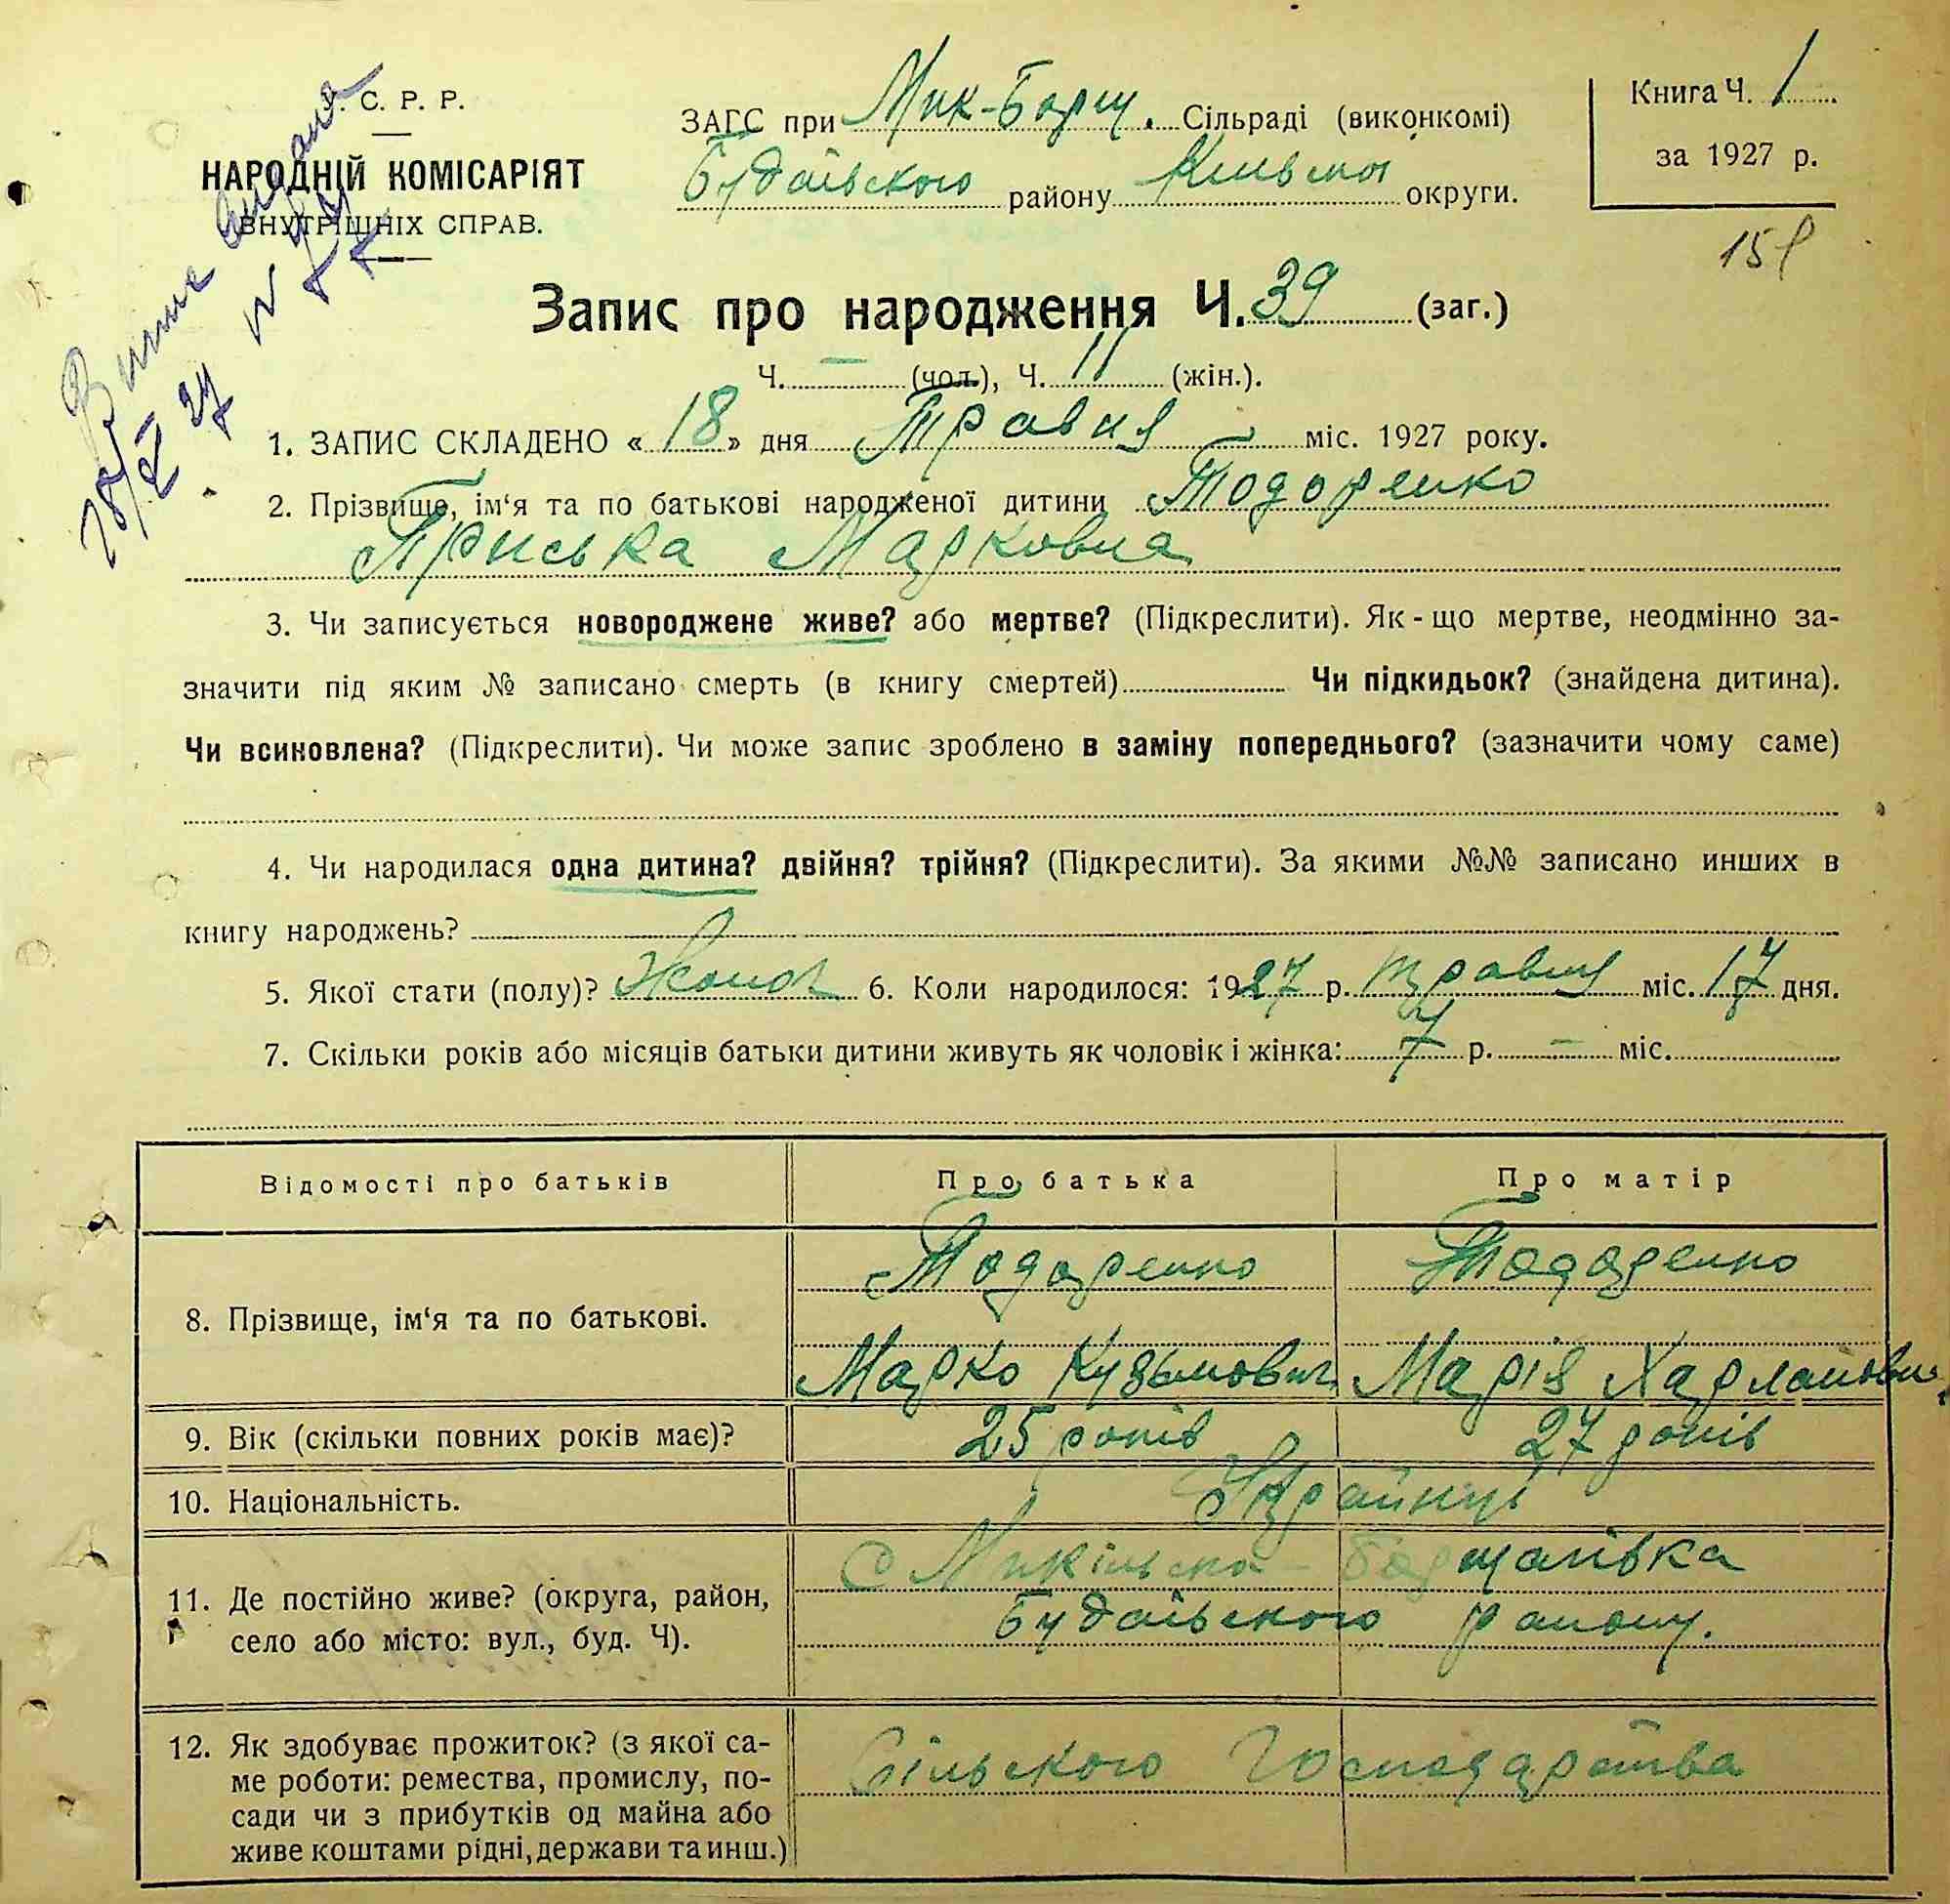 У. С. Р. Р.
НАРОДНІЙ КОМІСАРІЯТ
ВНУТРІШНІХ СПРАВ.
ЗАГС при Мик-Борщ. Сільраді (виконкомі)
Будаївського району Київської округи.
Книга Ч. 1
за 1927 р.
Запис про народження Ч. 39 (заг.)
Ч. — (чол.), Ч. 11 (жін.).
1. ЗАПИС СКЛАДЕНО «18» дня Травня міс. 1927 року.
2. Прізвище, ім‘я та по батькові народженої дитини Тодоренко
Пріська Марковна
3. Чи записується новороджене живе? або мертве? (Підкреслити). Як-що мертве, неодмінно за-
значити під яким № записано смерть (в книгу смертей) Чи підкидьок? (знайдена дитина).
Чи всиновлена? (Підкреслити). Чи може запис зроблено в заміну попереднього? (зазначити чому саме)
4. Чи народилася одна дитина? двійня? трійня? (Підкреслити). За якими №№ записано инших в
книгу народжень?
5. Якої стати (полу)? 6. Коли народилося: 1927 р. травня міс. 17 дня.
7. Скільки років або місяців батьки дитини живуть як чоловік і жінка: 7 р. — міс.
Відомості про батьків Про батька Про матір
8. Прізвище, ім‘я та по батькові.
Тодоренко Тодоренко
Марко Кузьмович Марія Харламовна
9. Вік (скільки повних років має)? 25 років 27 років
10. Національність. Українці
11. Де постійно живе? (округа, район,
село або місто: вул., буд. Ч).
с Микільська-Борщагівка
Будаївського району.
12. Як здобуває прожиток? (з якої са-
ме роботи: ремества, промислу, по-
сади чи з прибутків од майна або
живе коштами рідні, держави та инш.)
Сільского Господарства